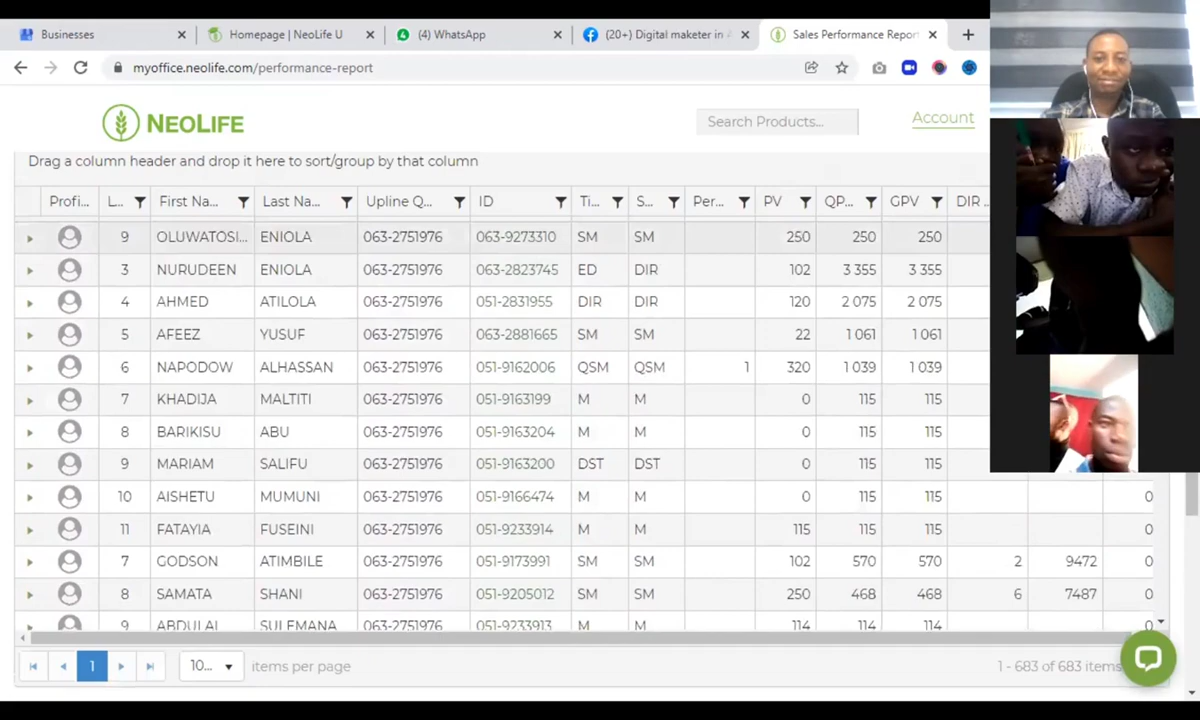 Businesses
Homepage | NeoLife U
(4) WhatsApp
(20+) Digital maketer in
Sales Performance Report
myoffice.neolife.com/performance-report
NEOLIFE
Search Products...
Account
Drag a column header and drop it here to sort/group by that column
Profi... L... First Na... Last Na... Upline Q... ID Ti... S... Per... PV QP... GPV DIR ...
9 OLUWATOSI... ENIOLA 063-2751976 063-9273310 SM SM 250 250 250
3 NURUDEEN ENIOLA 063-2751976 063-2823745 ED DIR 102 3 355 3 355
4 AHMED ATILOLA 063-2751976 051-2831955 DIR DIR 120 2 075 2 075
5 AFEEZ YUSUF 063-2751976 063-2881665 SM SM 22 1 061 1 061
6 NAPODOW ALHASSAN 063-2751976 051-9162006 QSM QSM 1 320 1 039 1 039
7 KHADIJA MALTITI 063-2751976 051-9163199 M M 0 115 115
8 BARIKISU ABU 063-2751976 051-9163204 M M 0 115 115
9 MARIAM SALIFU 063-2751976 051-9163200 DST DST 0 115 115
10 AISHETU MUMUNI 063-2751976 051-9166474 M M 0 115 115 0
11 FATAYIA FUSEINI 063-2751976 051-9233914 M M 115 115 115 0
7 GODSON ATIMBILE 063-2751976 051-9173991 SM SM 102 570 570 2 9472 0
8 SAMATA SHANI 063-2751976 051-9205012 SM SM 250 468 468 6 7487 0
9 ABDULAI SULEMANA 063-2751976 051-9233913 M M 114 114 114 0
1 10... items per page 1 - 683 of 683 items